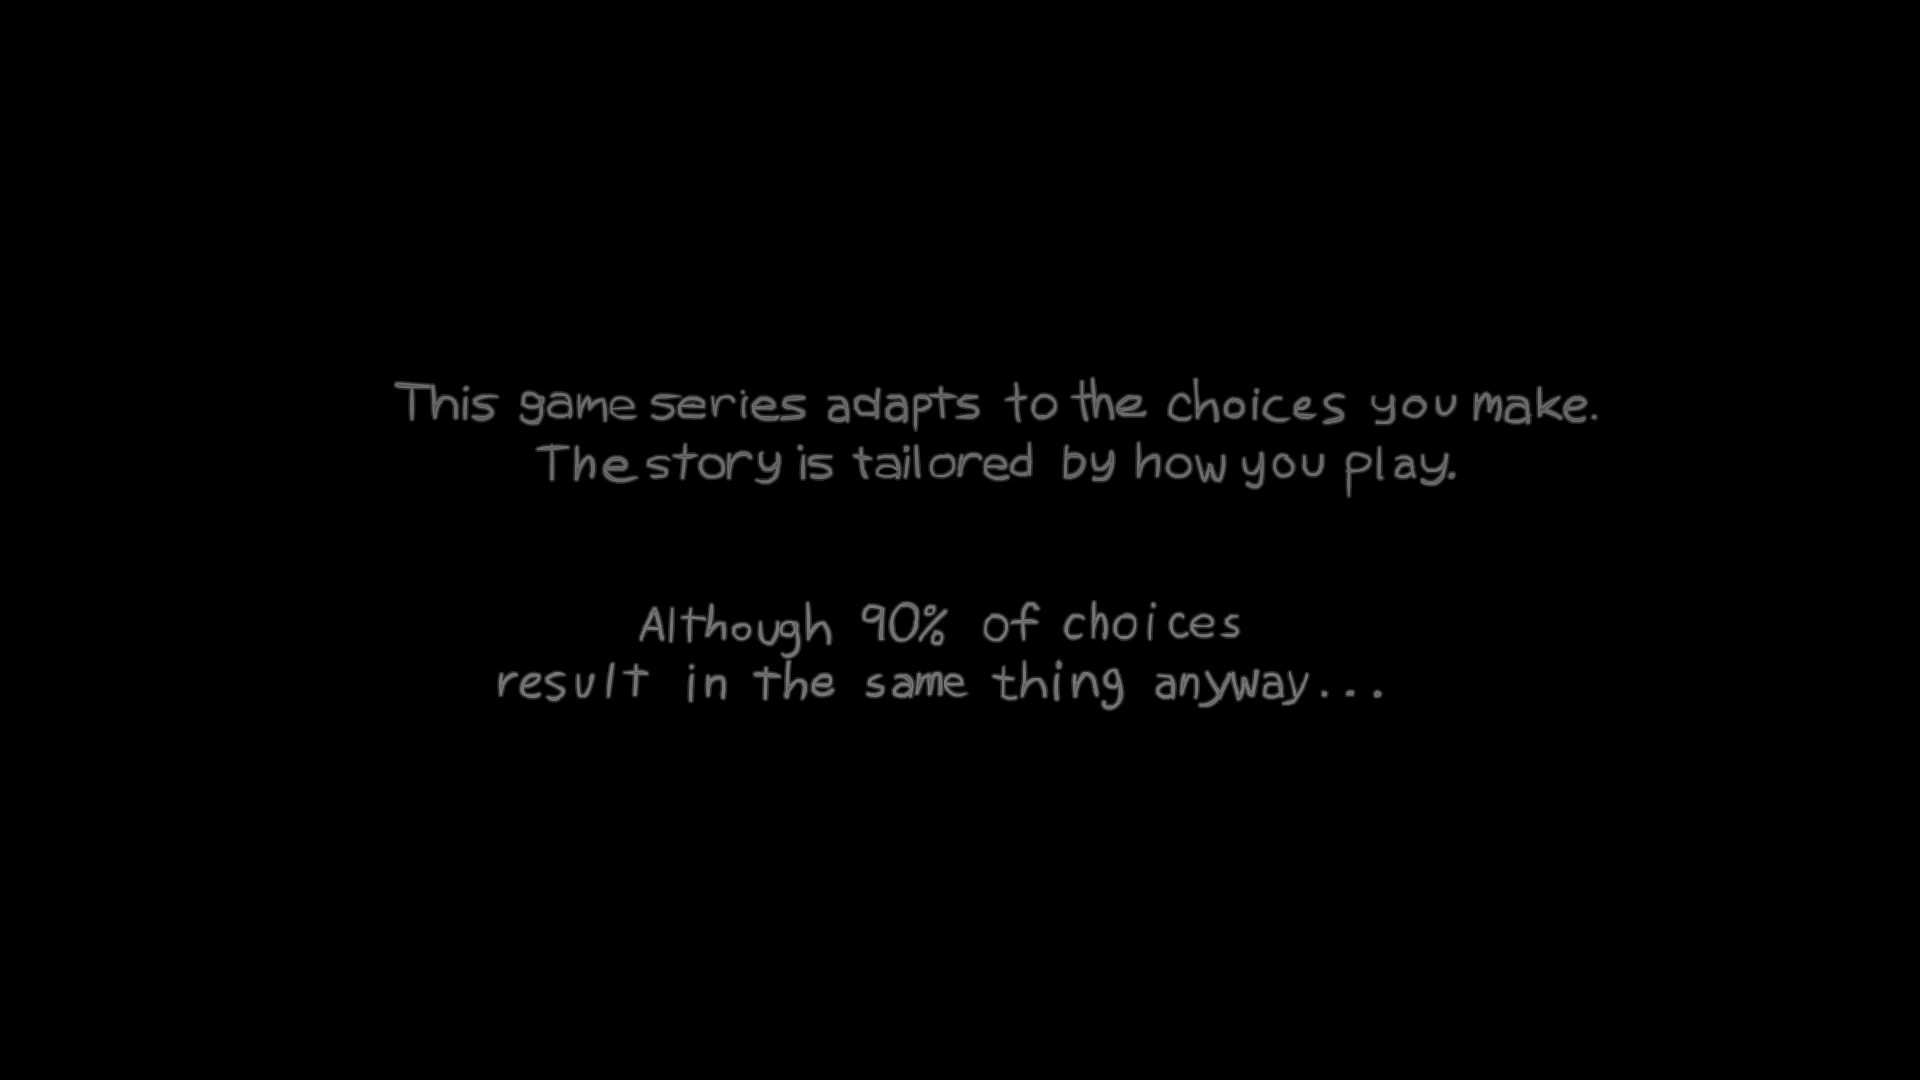 This game series adapts to the choices you make.
The story is tailored by how you play.
Although 90% of choices
result in the same thing anyway...